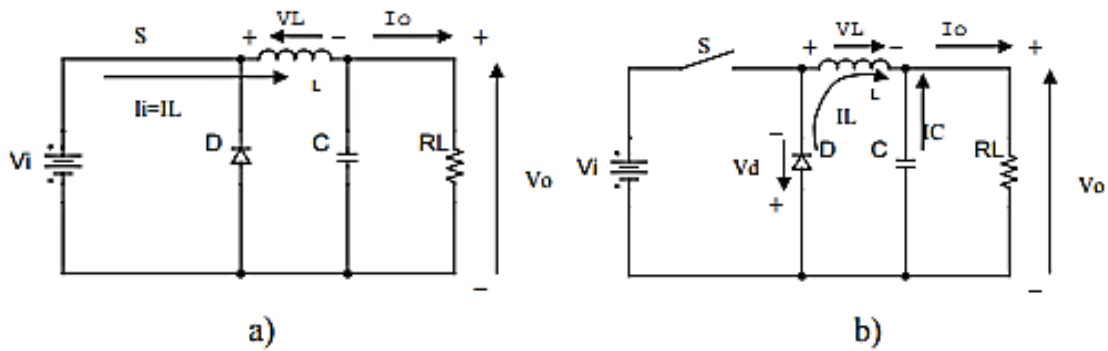 S + VL − Io +
L
Ii=IL
D C RL
Vi
Vo
−
a)
S + VL − Io +
L
IL IC
− D C RL
Vi Vd
Vo
+
−
b)